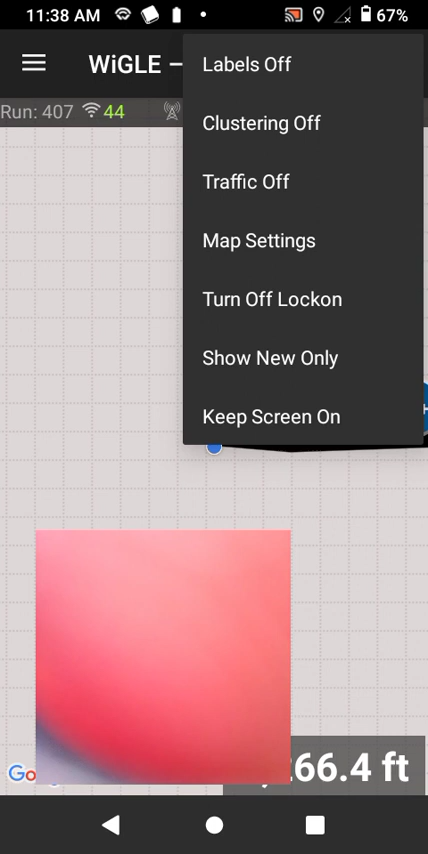 11:38 AM
67%
WiGLE –
Run: 407 44
Labels Off
Clustering Off
Traffic Off
Map Settings
Turn Off Lockon
Show New Only
Keep Screen On
Go
66.4 ft